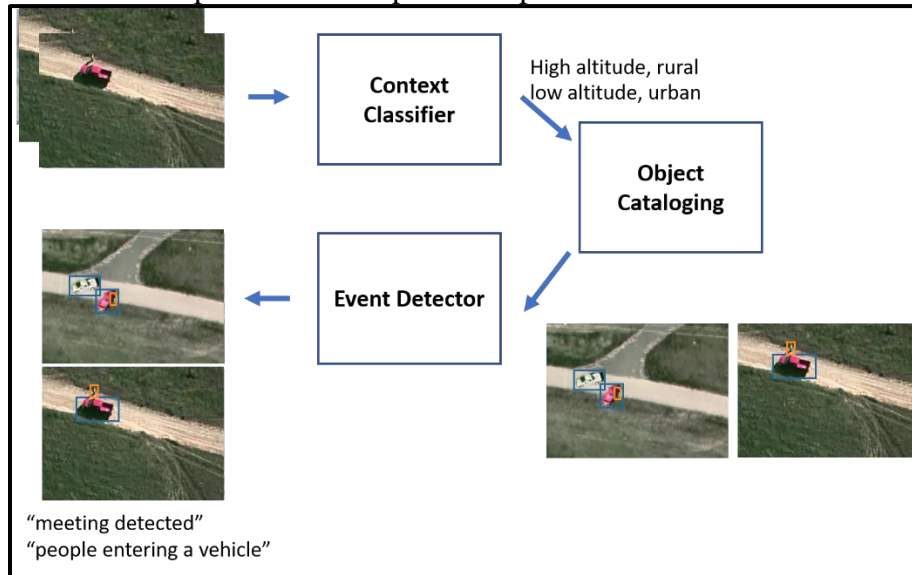 Context
Classifier
High altitude, rural
low altitude, urban
Object
Cataloging
Event Detector
“meeting detected”
“people entering a vehicle”